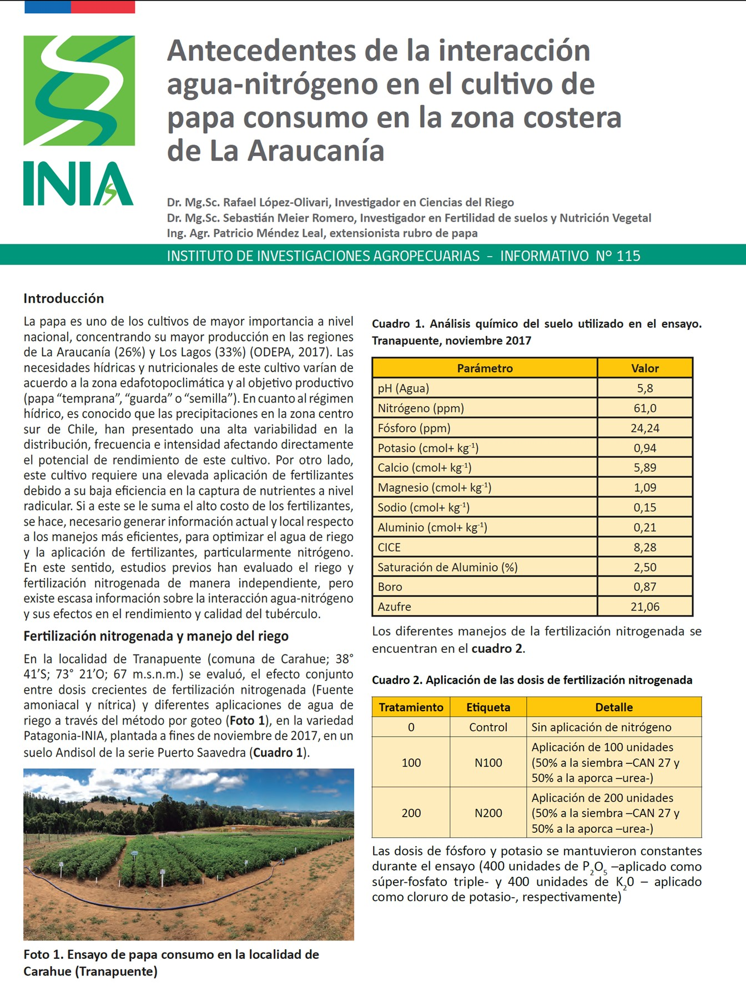 Antecedentes de la interacción
agua-nitrógeno en el cultivo de
papa consumo en la zona costera
de La Araucanía
INIA
Dr. Mg.Sc. Rafael López-Olivari, Investigador en Ciencias del Riego
Dr. Mg.Sc. Sebastián Meier Romero, Investigador en Fertilidad de suelos y Nutrición Vegetal
Ing. Agr. Patricio Méndez Leal, extensionista rubro de papa
INSTITUTO DE INVESTIGACIONES AGROPECUARIAS - INFORMATIVO N° 115
Introducción
La papa es uno de los cultivos de mayor importancia a nivel
nacional, concentrando su mayor producción en las regiones
de La Araucanía (26%) y Los Lagos (33%) (ODEPA, 2017). Las
necesidades hídricas y nutricionales de este cultivo varían de
acuerdo a la zona edafotopoclimática y al objetivo productivo
(papa “temprana”, “guarda” o “semilla”). En cuanto al régimen
hídrico, es conocido que las precipitaciones en la zona centro
sur de Chile, han presentado una alta variabilidad en la
distribución, frecuencia e intensidad afectando directamente
el potencial de rendimiento de este cultivo. Por otro lado,
este cultivo requiere una elevada aplicación de fertilizantes
debido a su baja eficiencia en la captura de nutrientes a nivel
radicular. Si a este se le suma el alto costo de los fertilizantes,
se hace, necesario generar información actual y local respecto
a los manejos más eficientes, para optimizar el agua de riego
y la aplicación de fertilizantes, particularmente nitrógeno.
En este sentido, estudios previos han evaluado el riego y
fertilización nitrogenada de manera independiente, pero
existe escasa información sobre la interacción agua-nitrógeno
y sus efectos en el rendimiento y calidad del tubérculo.
Fertilización nitrogenada y manejo del riego
En la localidad de Tranapuente (comuna de Carahue; 38°
41’S; 73° 21’O; 67 m.s.n.m.) se evaluó, el efecto conjunto
entre dosis crecientes de fertilización nitrogenada (Fuente
amoniacal y nítrica) y diferentes aplicaciones de agua de
riego a través del método por goteo (Foto 1), en la variedad
Patagonia-INIA, plantada a fines de noviembre de 2017, en un
suelo Andisol de la serie Puerto Saavedra (Cuadro 1).
Foto 1. Ensayo de papa consumo en la localidad de
Carahue (Tranapuente)
Cuadro 1. Análisis químico del suelo utilizado en el ensayo.
Tranapuente, noviembre 2017
Parámetro Valor
pH (Agua) 5,8
Nitrógeno (ppm) 61,0
Fósforo (ppm) 24,24
Potasio (cmol+ kg-1) 0,94
Calcio (cmol+ kg-1) 5,89
Magnesio (cmol+ kg-1) 1,09
Sodio (cmol+ kg-1) 0,15
Aluminio (cmol+ kg-1) 0,21
CICE 8,28
Saturación de Aluminio (%) 2,50
Boro 0,87
Azufre 21,06
Los diferentes manejos de la fertilización nitrogenada se
encuentran en el cuadro 2.
Cuadro 2. Aplicación de las dosis de fertilización nitrogenada
Tratamiento Etiqueta Detalle
0 Control Sin aplicación de nitrógeno
100 N100 Aplicación de 100 unidades
(50% a la siembra –CAN 27 y
50% a la aporca –urea-)
200 N200 Aplicación de 200 unidades
(50% a la siembra –CAN 27 y
50% a la aporca –urea-)
Las dosis de fósforo y potasio se mantuvieron constantes
durante el ensayo (400 unidades de P2O5 –aplicado como
súper-fosfato triple- y 400 unidades de K20 – aplicado
como cloruro de potasio-, respectivamente)